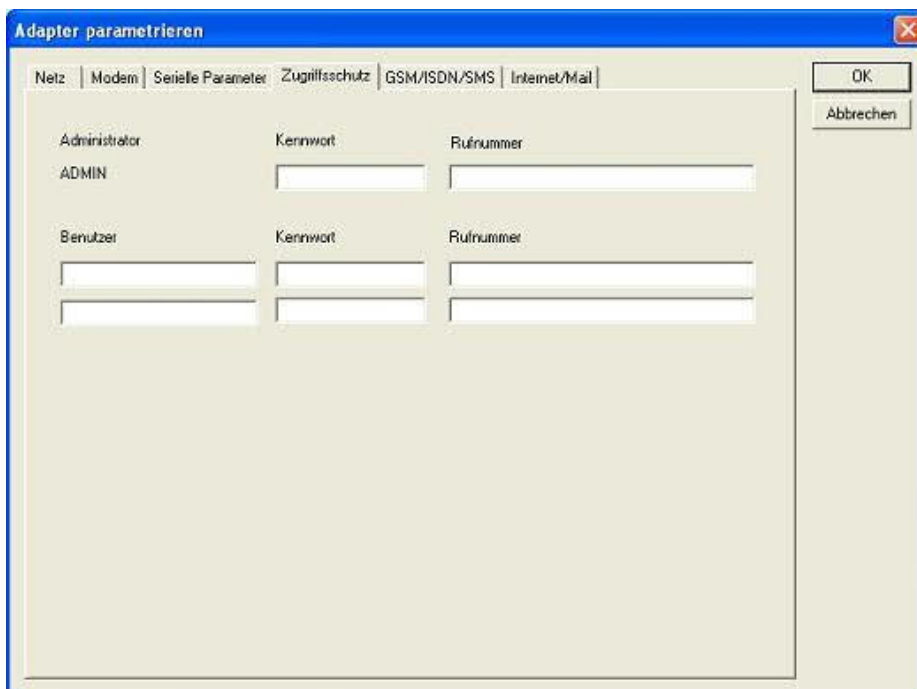 Adapter parametrieren
Netz Modem Serielle Parameter Zugriffsschutz GSM/ISDN/SMS Internet/Mail
OK
Abbrechen
Administrator Kennwort Rufnummer
ADMIN
Benutzer Kennwort Rufnummer